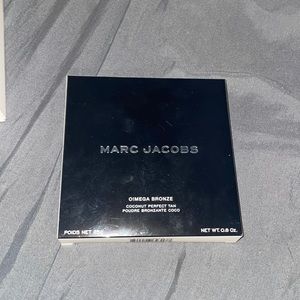 MARC JACOBS
O!MEGA BRONZE
COCONUT PERFECT TAN
POUDRE BRONZANTE COCO
POIDS NET
NET WT. 0.8 Oz.